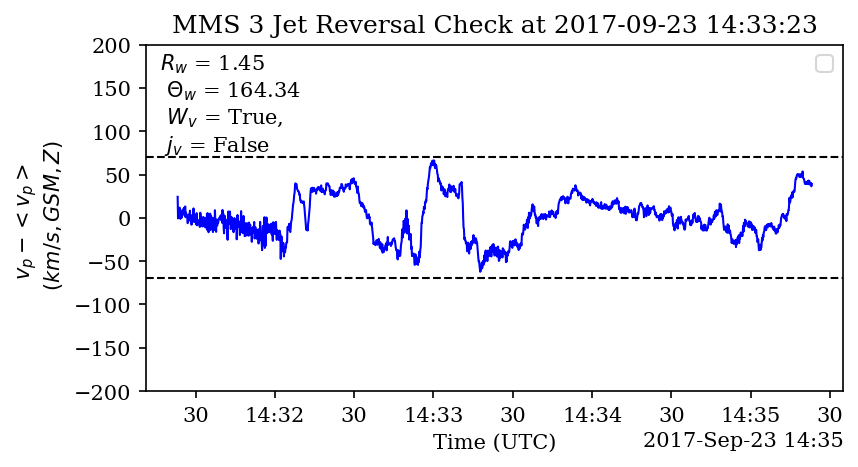 MMS 3 Jet Reversal Check at 2017-09-23 14:33:23
R_w = 1.45
Θ_w = 164.34
W_v = True,
j_v = False
200
150
100
50
0
−50
−100
−150
−200
v_p − < v_p >
(km/s, GSM, Z)
30 14:32 30 14:33 30 14:34 30 14:35 30
Time (UTC) 2017-Sep-23 14:35